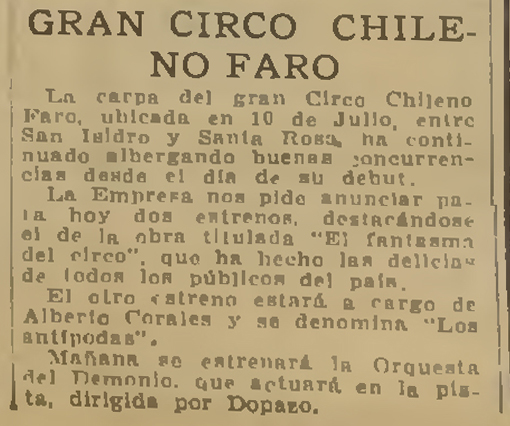 GRAN CIRCO CHILE-
NO FARO
La carpa del gran Circo Chileno
Faro, ubicada en 10 de Julio, entre
San Isidro y Santa Rosa, ha conti-
nuado albergando buenas concurren-
cias desde el día de su debut.
La Empresa nos pide anunciar pa-
ra hoy dos estrenos, destacándose
el de la obra titulada "El fantasma
del circo", que ha hecho las delicias
de todos los públicos del país.
El otro estreno estará a cargo de
Alberto Corales y se denomina "Los
antípodas".
Mañana se estrenará la Orquesta
del Demonio, que actuará en la pis-
ta, dirigida por Dopazo.